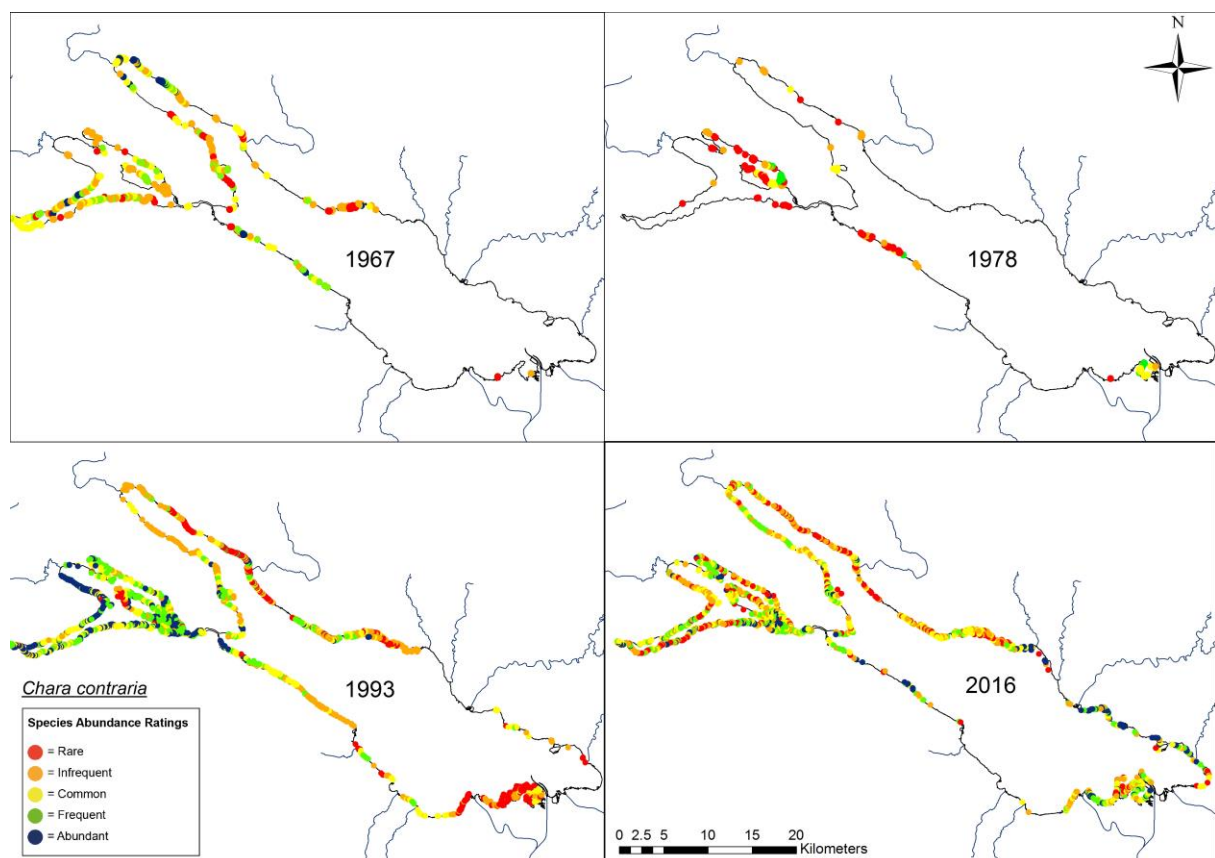 N
1967
1978
1993
2016
Chara contraria
Species Abundance Ratings
= Rare
= Infrequent
= Common
= Frequent
= Abundant
0 2.5 5 10 15 20
Kilometers